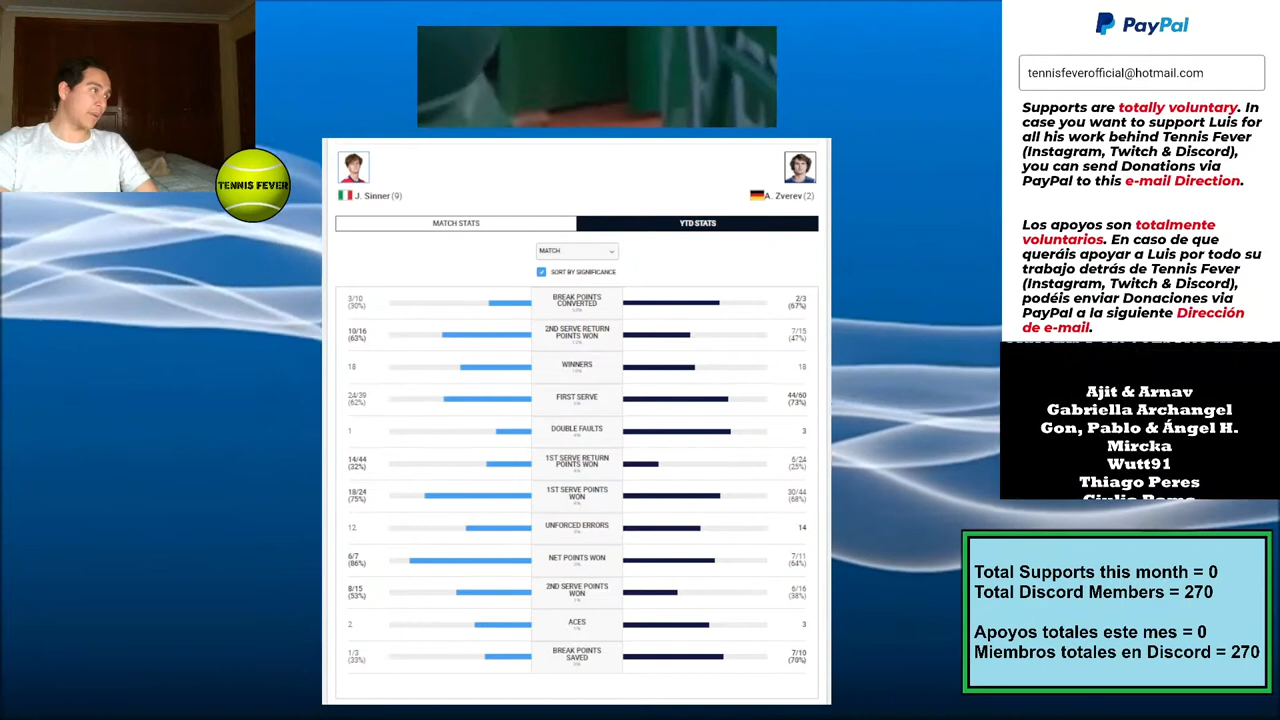 TENNIS FEVER
J. Sinner (9)
A. Zverev (2)
MATCH STATS
YTD STATS
MATCH
SORT BY SIGNIFICANCE
3/10
(30%)
BREAK POINTS
CONVERTED
2/3
(67%)
10/16
(63%)
2ND SERVE RETURN
POINTS WON
7/15
(47%)
18
WINNERS
18
24/39
(62%)
FIRST SERVE
44/60
(73%)
1
DOUBLE FAULTS
3
14/44
(32%)
1ST SERVE RETURN
POINTS WON
6/24
(25%)
18/24
(75%)
1ST SERVE POINTS
WON
30/44
(68%)
12
UNFORCED ERRORS
14
6/7
(86%)
NET POINTS WON
7/11
(64%)
8/15
(53%)
2ND SERVE POINTS
WON
6/16
(38%)
2
ACES
3
1/3
(33%)
BREAK POINTS
SAVED
7/10
(70%)
PayPal
tennisfeverofficial@hotmail.com
Supports are totally voluntary. In
case you want to support Luis for
all his work behind Tennis Fever
(Instagram, Twitch & Discord),
you can send Donations via
PayPal to this e-mail Direction.
Los apoyos son totalmente
voluntarios. En caso de que
queráis apoyar a Luis por todo su
trabajo detrás de Tennis Fever
(Instagram, Twitch & Discord),
podéis enviar Donaciones via
PayPal a la siguiente Dirección
de e-mail.
Ajit & Arnav
Gabriella Archangel
Gon, Pablo & Ángel H.
Mircka
Wutt91
Thiago Peres
Total Supports this month = 0
Total Discord Members = 270
Apoyos totales este mes = 0
Miembros totales en Discord = 270